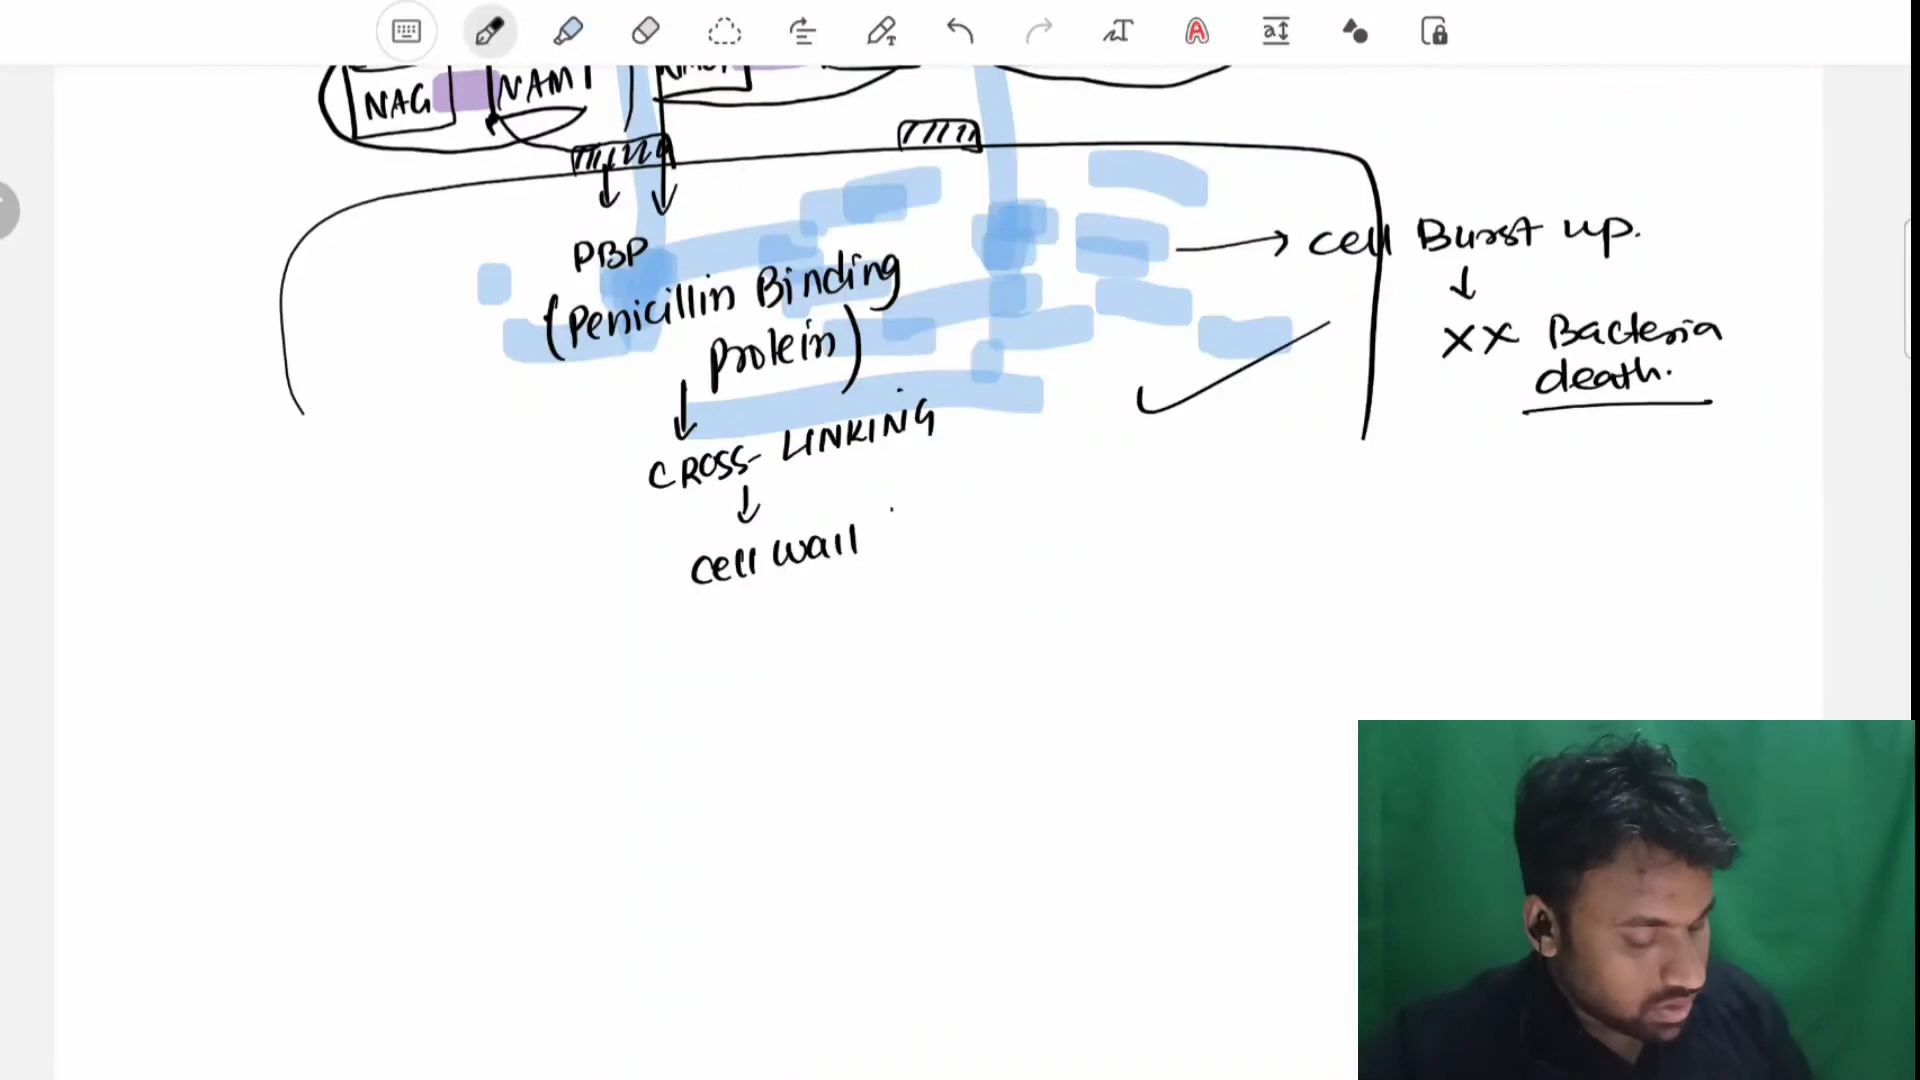 NAG
NAM
PBP
(Penicillin Binding
Protein)
CROSS- LINKING
Cell wall
cell Burst up.
XX Bacteria
death.